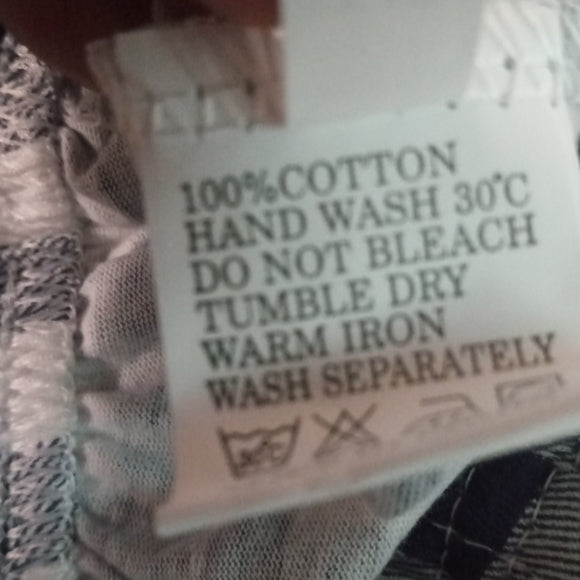 100%COTTON
HAND WASH 30°C
DO NOT BLEACH
TUMBLE DRY
WARM IRON
WASH SEPARATELY